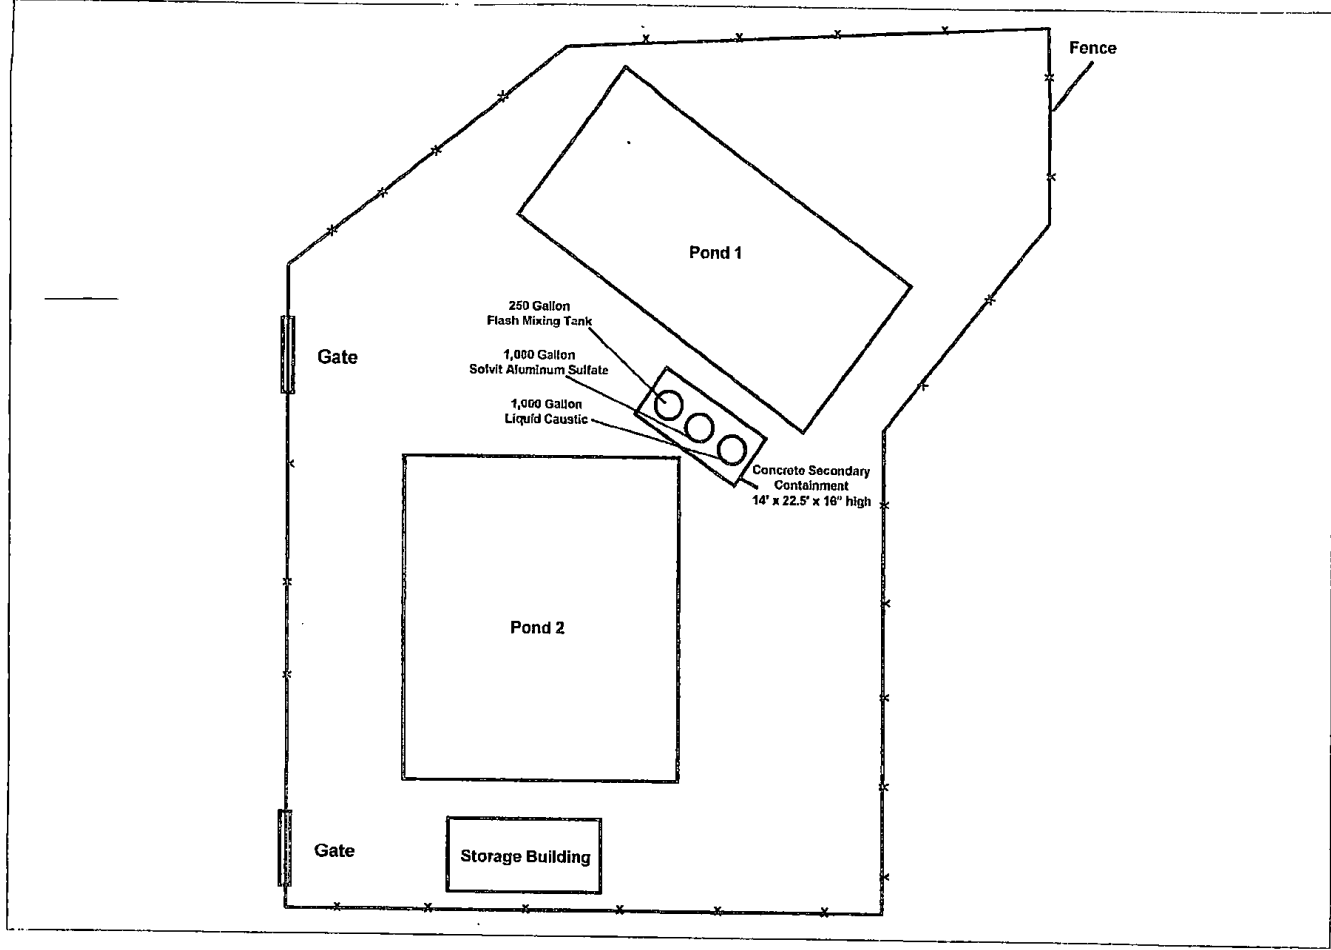 Fence
Pond 1
250 Gallon
Flash Mixing Tank
1,000 Gallon
Solvit Aluminum Sulfate
1,000 Gallon
Liquid Caustic
Gate
Concrete Secondary
Containment
14' x 22.5' x 16" high
Pond 2
Gate
Storage Building